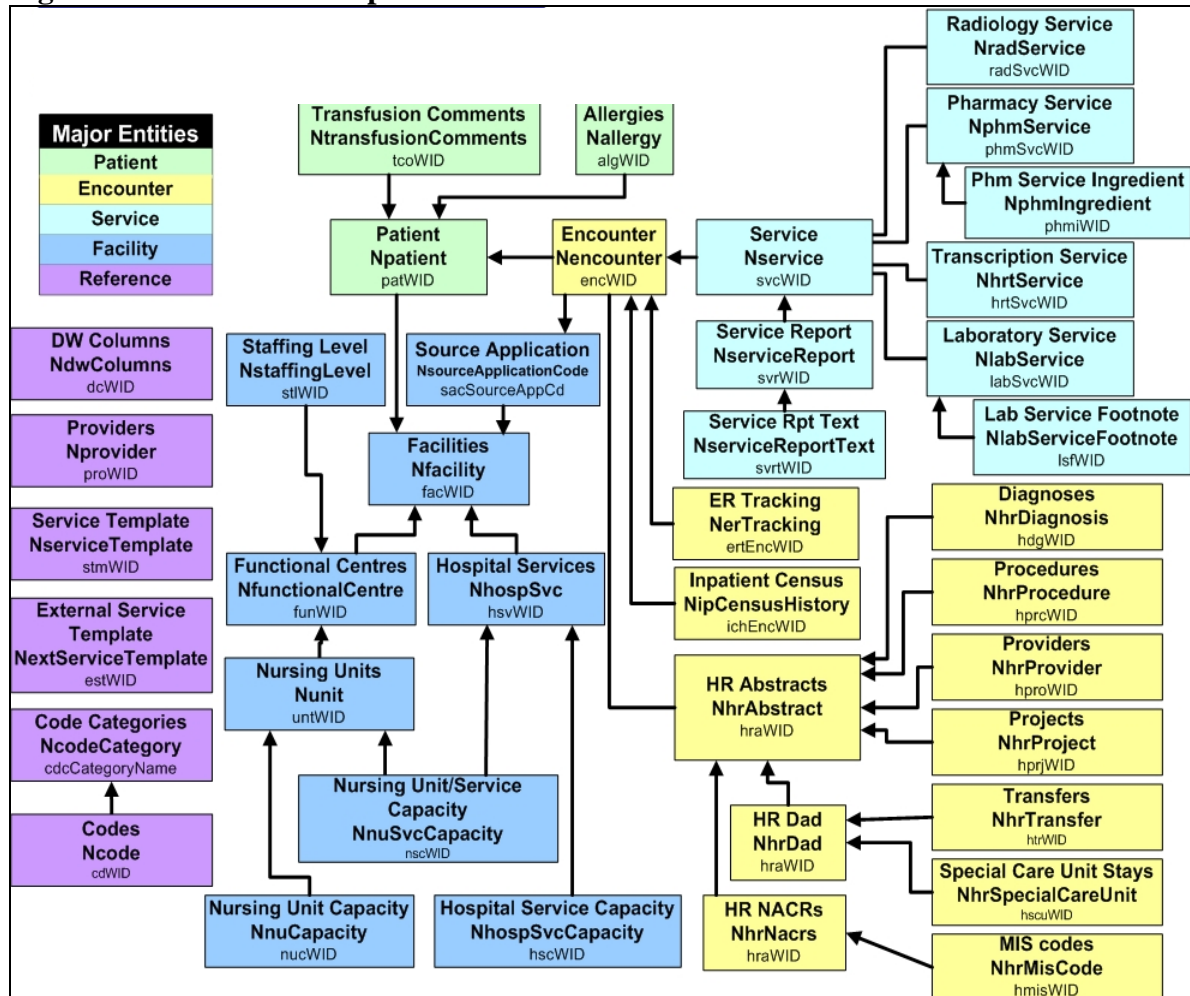 Radiology Service
NradService
radSvcWID
Pharmacy Service
NphmService
phmSvcWID
Phm Service Ingredient
NphmIngredient
phmiWID
Transfusion Comments
NtransfusionComments
tcoWID
Allergies
Nallergy
algWID
Major Entities
Patient
Encounter
Service
Facility
Reference
Patient
Npatient
patWID
Encounter
Nencounter
encWID
Service
Nservice
svcWID
Transcription Service
NhrtService
hrtSvcWID
DW Columns
NdwColumns
dcWID
Staffing Level
NstaffingLevel
stlWID
Source Application
NsourceApplicationCode
sacSourceAppCd
Service Report
NserviceReport
svrWID
Laboratory Service
NlabService
labSvcWID
Providers
Nprovider
proWID
Facilities
Nfacility
facWID
Service Rpt Text
NserviceReportText
svrtWID
Lab Service Footnote
NlabServiceFootnote
lsfWID
Service Template
NserviceTemplate
stmWID
ER Tracking
NerTracking
ertEncWID
Diagnoses
NhrDiagnosis
hdgWID
Functional Centres
NfunctionalCentre
funWID
Hospital Services
NhospSvc
hsvWID
Inpatient Census
NipCensusHistory
ichEncWID
Procedures
NhrProcedure
hprcWID
External Service
Template
NextServiceTemplate
estWID
Nursing Units
Nunit
untWID
HR Abstracts
NhrAbstract
hraWID
Providers
NhrProvider
hproWID
Code Categories
NcodeCategory
cdcCategoryName
Projects
NhrProject
hprjWID
Nursing Unit/Service
Capacity
NnuSvcCapacity
nscWID
Codes
Ncode
cdWID
HR Dad
NhrDad
hraWID
Transfers
NhrTransfer
htrWID
Special Care Unit Stays
NhrSpecialCareUnit
hscuWID
Nursing Unit Capacity
NnuCapacity
nucWID
Hospital Service Capacity
NhospSvcCapacity
hscWID
HR NACRs
NhrNacrs
hraWID
MIS codes
NhrMisCode
hmisWID